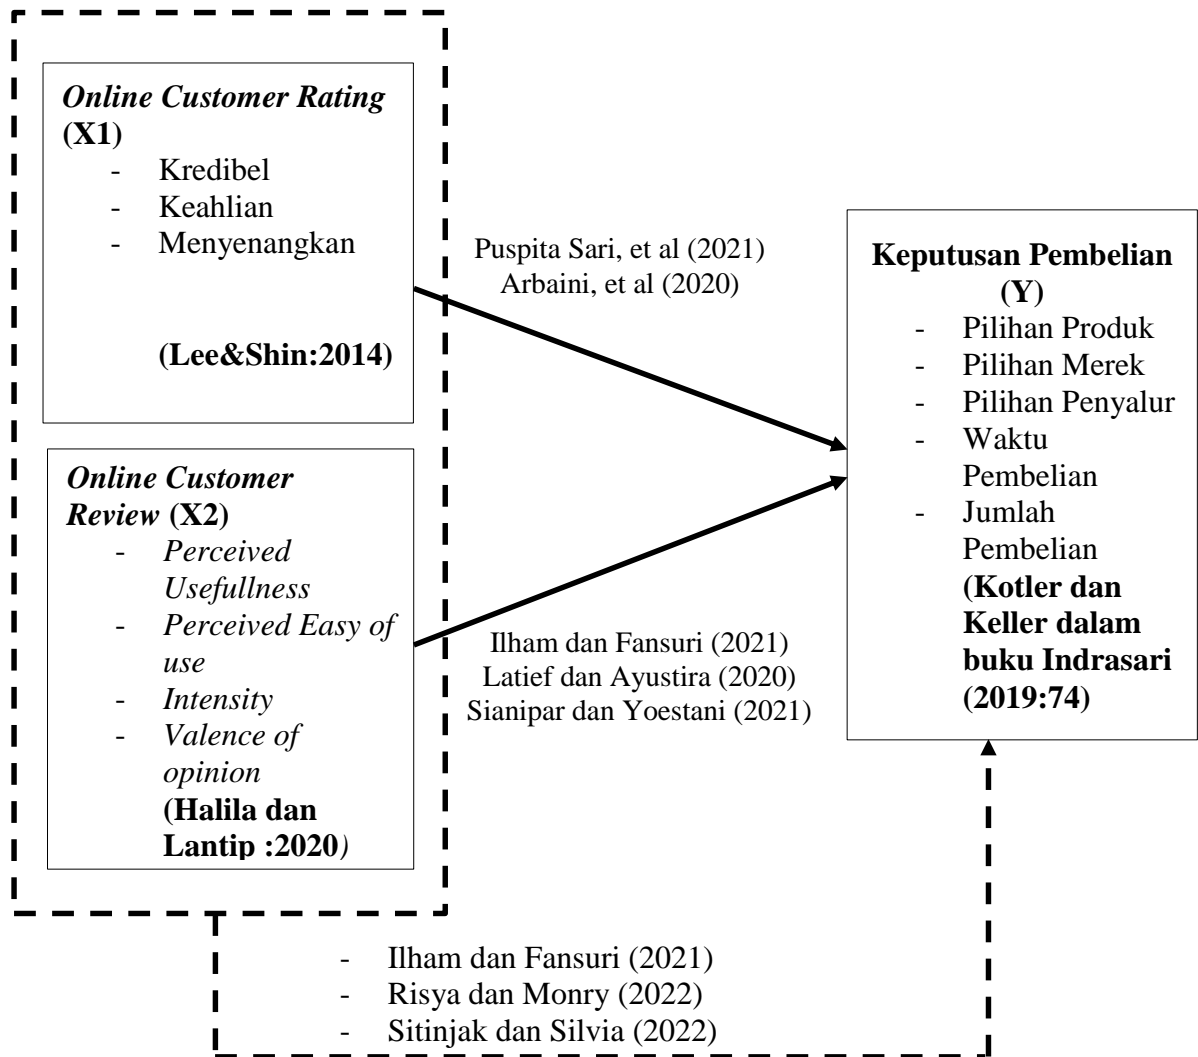 Online Customer Rating
(X1)
- Kredibel
- Keahlian
- Menyenangkan
(Lee&Shin:2014)
Online Customer
Review (X2)
- Perceived
Usefullness
- Perceived Easy of
use
- Intensity
- Valence of
opinion
(Halila dan
Lantip :2020)
Puspita Sari, et al (2021)
Arbaini, et al (2020)
Ilham dan Fansuri (2021)
Latief dan Ayustira (2020)
Sianipar dan Yoestani (2021)
Keputusan Pembelian
(Y)
- Pilihan Produk
- Pilihan Merek
- Pilihan Penyalur
- Waktu
Pembelian
- Jumlah
Pembelian
(Kotler dan
Keller dalam
buku Indrasari
(2019:74)
- Ilham dan Fansuri (2021)
- Risya dan Monry (2022)
- Sitinjak dan Silvia (2022)